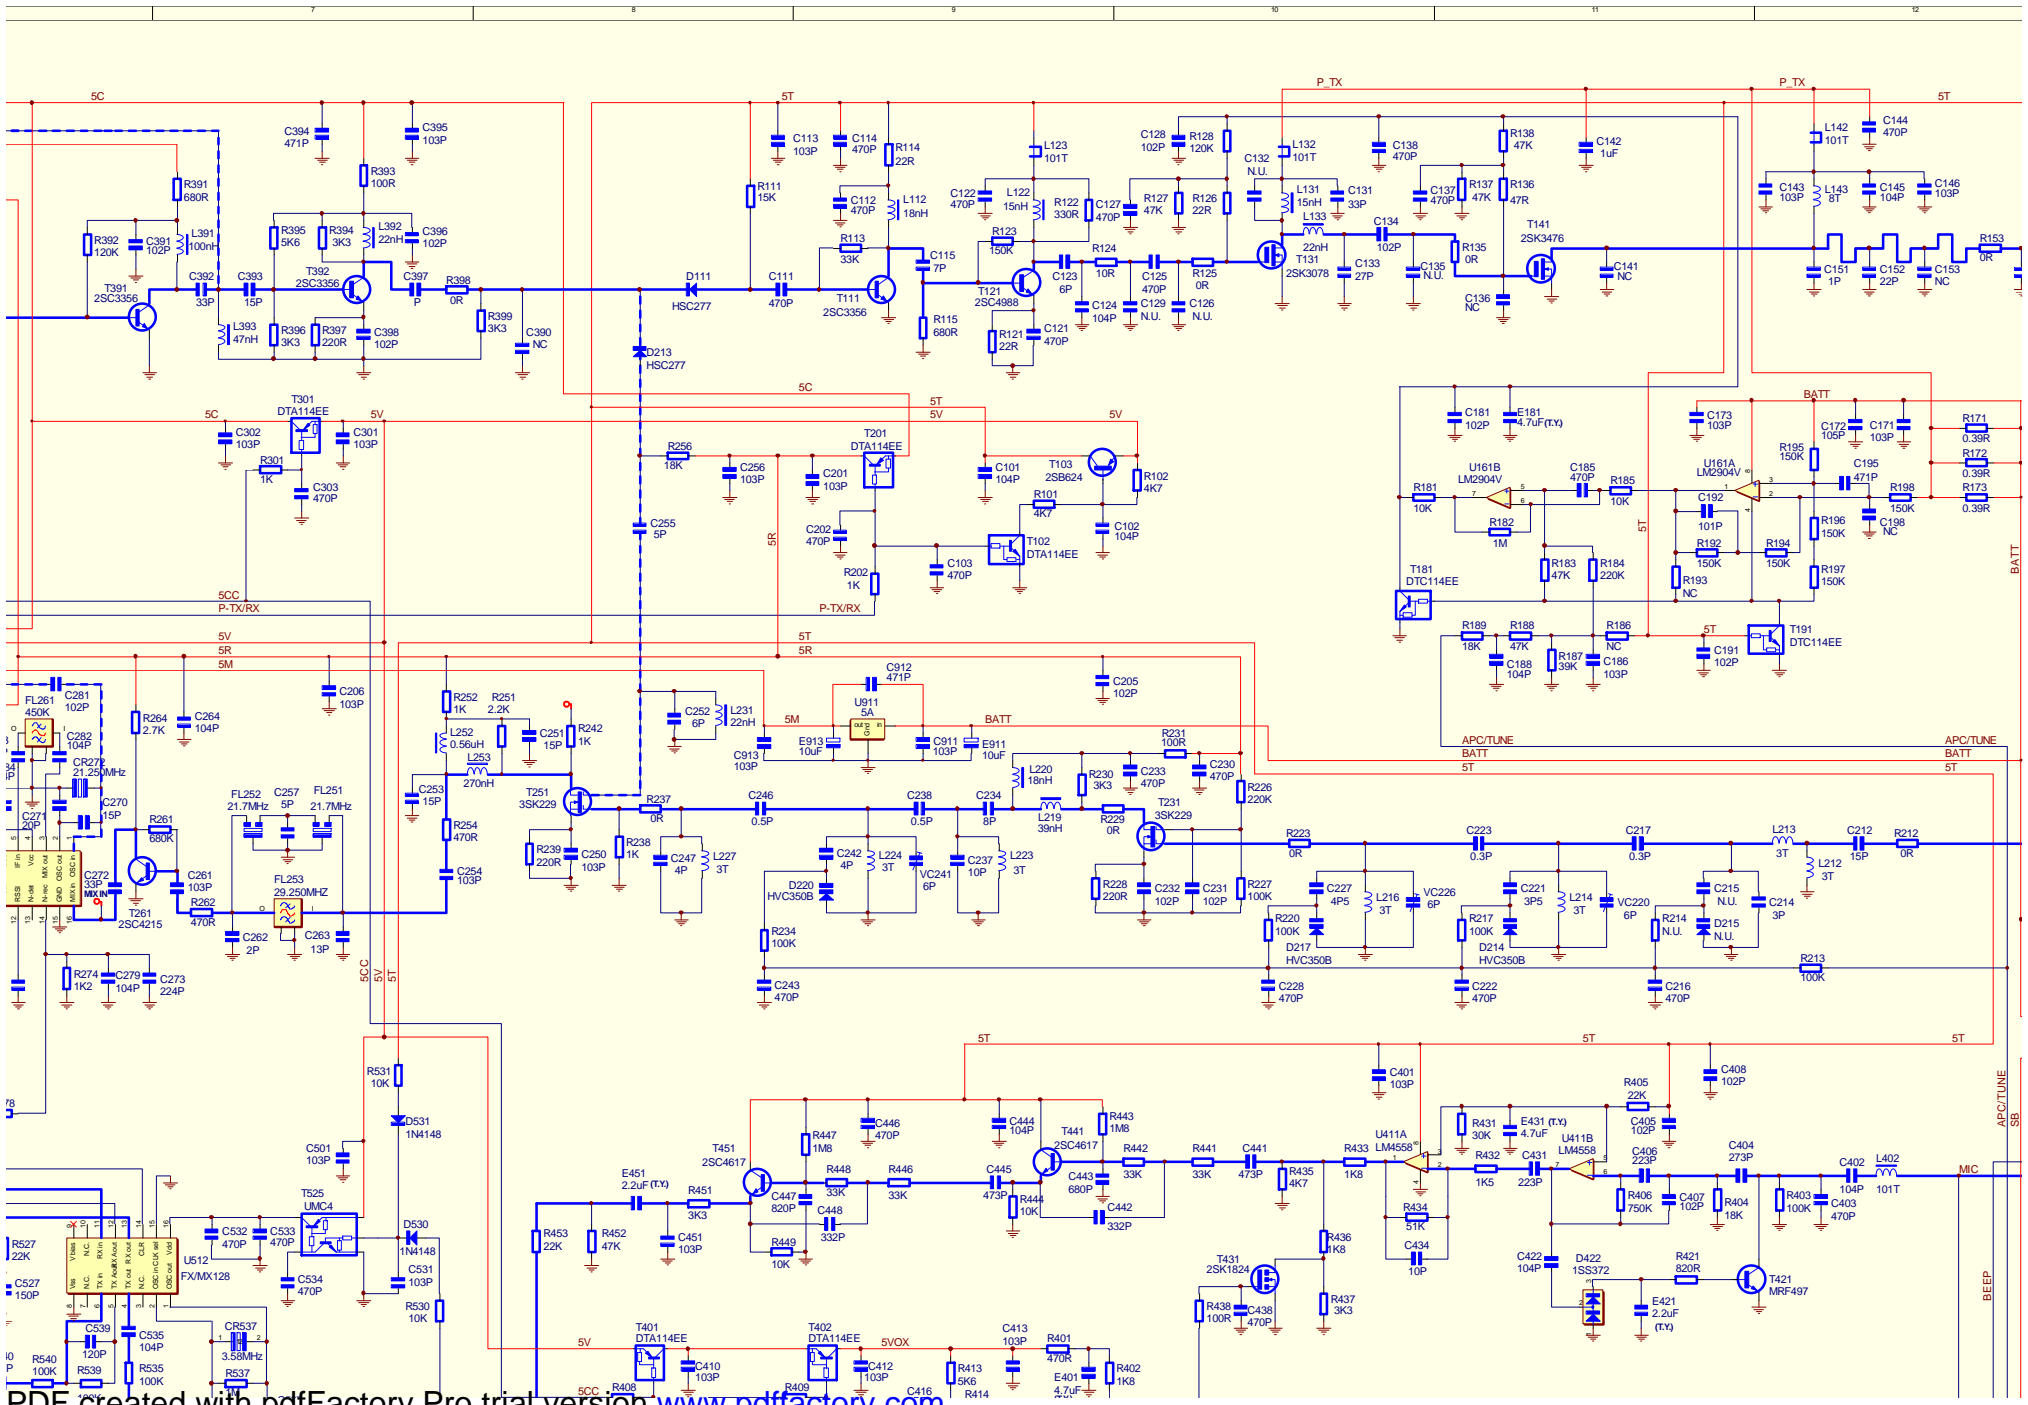 7
8
9
10
11
12
5C
5T
P_TX
P_TX
5T
C394
471P
C395
103P
C113
103P
C114
470P
R114
22R
L123
101T
C128
102P
R128
120K
L132
101T
C138
470P
R138
47K
C142
1uF
L142
101T
C144
470P
R391
680R
R393
100R
R111
15K
C112
470P
L112
18nH
C122
470P
L122
15nH
R122
330R
C127
470P
R127
47K
R126
22R
C132
N.U.
L131
15nH
C131
33P
C137
470P
R137
47K
R136
47R
C143
103P
L143
8T
C145
104P
C146
103P
R392
120K
C391
102P
L391
100nH
R395
5K6
R394
3K3
L392
22nH
C396
102P
R113
33K
R123
150K
R124
10R
L133
22nH
C134
102P
R135
0R
T141
2SK3476
R153
0R
T391
2SC3356
C392
33P
C393
15P
T392
2SC3356
C397
P
R398
0R
D111
HSC277
C111
470P
T111
2SC3356
C115
7P
T121
2SC4988
C123
6P
C125
470P
R125
0R
T131
2SK3078
C133
27P
C135
N.U.
C136
NC
C141
NC
C151
1P
C152
22P
C153
NC
L393
47nH
R396
3K3
R397
220R
C398
102P
R399
3K3
C390
NC
R115
680R
R121
22R
C121
470P
C124
104P
C129
N.U.
C126
N.U.
D213
HSC277
5C
5T
5V
5V
5C
T301
DTA114EE
5V
C302
103P
C301
103P
R301
1K
C303
470P
R256
18K
C256
103P
C201
103P
T201
DTA114EE
C101
104P
T103
2SB624
R102
4K7
R101
4K7
C102
104P
C255
5P
5R
C202
470P
T102
DTA114EE
C103
470P
R202
1K
C181
102P
E181
4.7uF(T.Y.)
U161B
LM2904V
C185
470P
R185
10K
R181
10K
R182
1M
R183
47K
R184
220K
T181
DTC114EE
C173
103P
BATT
C172
105P
C171
103P
R171
0.39R
R172
0.39R
R173
0.39R
R195
150K
U161A
LM2904V
C195
471P
C192
101P
R198
150K
C198
NC
R196
150K
R192
150K
R194
150K
R193
NC
R197
150K
5T
BATT
5CC
P-TX/RX
P-TX/RX
5V
5R
5M
5T
5R
R189
18K
R188
47K
R186
NC
5T
T191
DTC114EE
C188
104P
R187
39K
C186
103P
C191
102P
C281
102P
FL261
450K
C282
104P
R264
2.7K
C264
104P
C206
103P
R252
1K
R251
2.2K
L252
0.56uH
C251
15P
R242
1K
C252
6P
L231
22nH
C912
471P
U911
5A
5M
BATT
C913
103P
E913
10uF
C911
103P
E911
10uF
C205
102P
APC/TUNE
BATT
5T
APC/TUNE
BATT
5T
CR272
21.250MHz
C270
15P
C271
20P
FL252
21.7MHz
C257
5P
FL251
21.7MHz
C253
15P
L253
270nH
R254
470R
T251
3SK229
R237
0R
C246
0.5P
C238
0.5P
C234
8P
L220
18nH
L219
39nH
R230
3K3
R231
100R
C233
470P
C230
470P
R229
0R
T231
3SK229
R226
220K
R261
680K
C272
33P
MIX IN
T261
2SC4215
C261
103P
R262
470R
FL253
29.250MHZ
C262
2P
C263
13P
C254
103P
R239
220R
C250
103P
R238
1K
C247
4P
L227
3T
C242
4P
L224
3T
VC241
6P
D220
HVC350B
C237
10P
L223
3T
R228
220R
C232
102P
C231
102P
R227
100K
R223
0R
C223
0.3P
C217
0.3P
L213
3T
C212
15P
R212
0R
L212
3T
C227
4P5
L216
3T
VC226
6P
R220
100K
D217
HVC350B
C221
3P5
L214
3T
VC220
6P
R217
100K
D214
HVC350B
C215
N.U.
R214
N.U.
D215
N.U.
C214
3P
R234
100K
C243
470P
C228
470P
C222
470P
C216
470P
R213
100K
R274
1K2
C279
104P
C273
224P
5CC
5V
5T
5T
5T
5T
R531
10K
D531
1N4148
C501
103P
T525
UMC4
C532
470P
C533
470P
D530
1N4148
C534
470P
C531
103P
R530
10K
U512
FX/MX128
R527
22K
C527
150P
C539
120P
C535
104P
CR537
3.58MHz
R540
100K
R539
R535
100K
R537
1M
C401
103P
C408
102P
R405
22K
C405
102P
T451
2SC4617
R447
1M8
C446
470P
C444
104P
T441
2SC4617
R443
1M8
R442
33K
R441
33K
C441
473P
R433
1K8
U411A
LM4558
R431
30K
E431 (T.Y.)
4.7uF
U411B
LM4558
C406
223P
C404
273P
C402
104P
L402
101T
MIC
APC/TUNE
SB
BEEP
E451
2.2uF (T.Y.)
R451
3K3
C447
820P
R448
33K
R446
33K
C445
473P
R444
10K
C443
680P
C442
332P
R435
4K7
R432
1K5
C431
223P
R406
750K
C407
102P
R404
18K
R403
100K
C403
470P
R453
22K
R452
47K
C451
103P
C448
332P
R449
10K
R434
51K
C434
10P
R436
1K8
T431
2SK1824
R438
100R
C438
470P
R437
3K3
C422
104P
D422
1SS372
R421
820R
T421
MRF497
E421
2.2uF
(T.Y.)
5V
T401
DTA114EE
C410
103P
T402
DTA114EE
5VOX
C412
103P
C413
103P
R401
470R
R413
5K6
E401
4.7uF
R402
1K8
5CC
R408
R409
C416
R414
PDF created with pdfFactory Pro trial version www.pdffactory.com